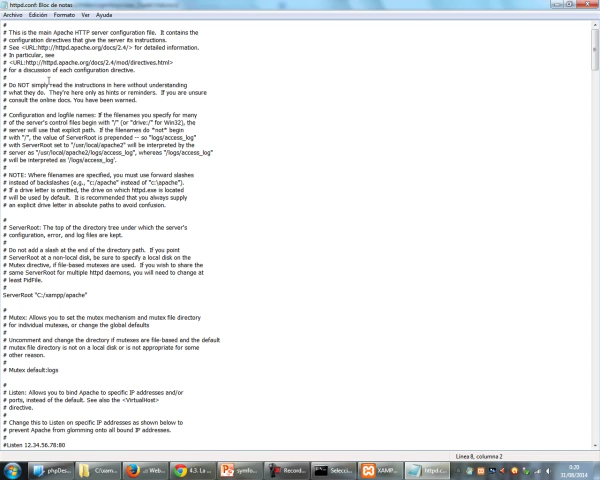 httpd.conf: Bloc de notas
Archivo Edición Formato Ver Ayuda
#
# This is the main Apache HTTP server configuration file.  It contains the
# configuration directives that give the server its instructions.
# See <URL:http://httpd.apache.org/docs/2.4/> for detailed information.
# In particular, see
# <URL:http://httpd.apache.org/docs/2.4/mod/directives.html>
# for a discussion of each configuration directive.
#
# Do NOT simply read the instructions in here without understanding
# what they do.  They're here only as hints or reminders.  If you are unsure
# consult the online docs. You have been warned.
#
# Configuration and logfile names: If the filenames you specify for many
# of the server's control files begin with "/" (or "drive:/" for Win32), the
# server will use that explicit path.  If the filenames do *not* begin
# with "/", the value of ServerRoot is prepended -- so "logs/access_log"
# with ServerRoot set to "/usr/local/apache2" will be interpreted by the
# server as "/usr/local/apache2/logs/access_log", whereas "/logs/access_log"
# will be interpreted as '/logs/access_log'.
#
# NOTE: Where filenames are specified, you must use forward slashes
# instead of backslashes (e.g., "c:/apache" instead of "c:\apache").
# If a drive letter is omitted, the drive on which httpd.exe is located
# will be used by default.  It is recommended that you always supply
# an explicit drive letter in absolute paths to avoid confusion.
#
# ServerRoot: The top of the directory tree under which the server's
# configuration, error, and log files are kept.
#
# Do not add a slash at the end of the directory path.  If you point
# ServerRoot at a non-local disk, be sure to specify a local disk on the
# Mutex directive, if file-based mutexes are used.  If you wish to share the
# same ServerRoot for multiple httpd daemons, you will need to change at
# least PidFile.
#
ServerRoot "C:/xampp/apache"
#
# Mutex: Allows you to set the mutex mechanism and mutex file directory
# for individual mutexes, or change the global defaults
#
# Uncomment and change the directory if mutexes are file-based and the default
# mutex file directory is not on a local disk or is not appropriate for some
# other reason.
#
# Mutex default:logs
#
# Listen: Allows you to bind Apache to specific IP addresses and/or
# ports, instead of the default. See also the <VirtualHost>
# directive.
#
# Change this to Listen on specific IP addresses as shown below to
# prevent Apache from glomming onto all bound IP addresses.
#
#Listen 12.34.56.78:80
Línea 8, columna 2
phpDes... C:\xam... Web... 4.3. La ... symfo... Record... Selecci... XAMP... httpd.c... 0:20
31/08/2014